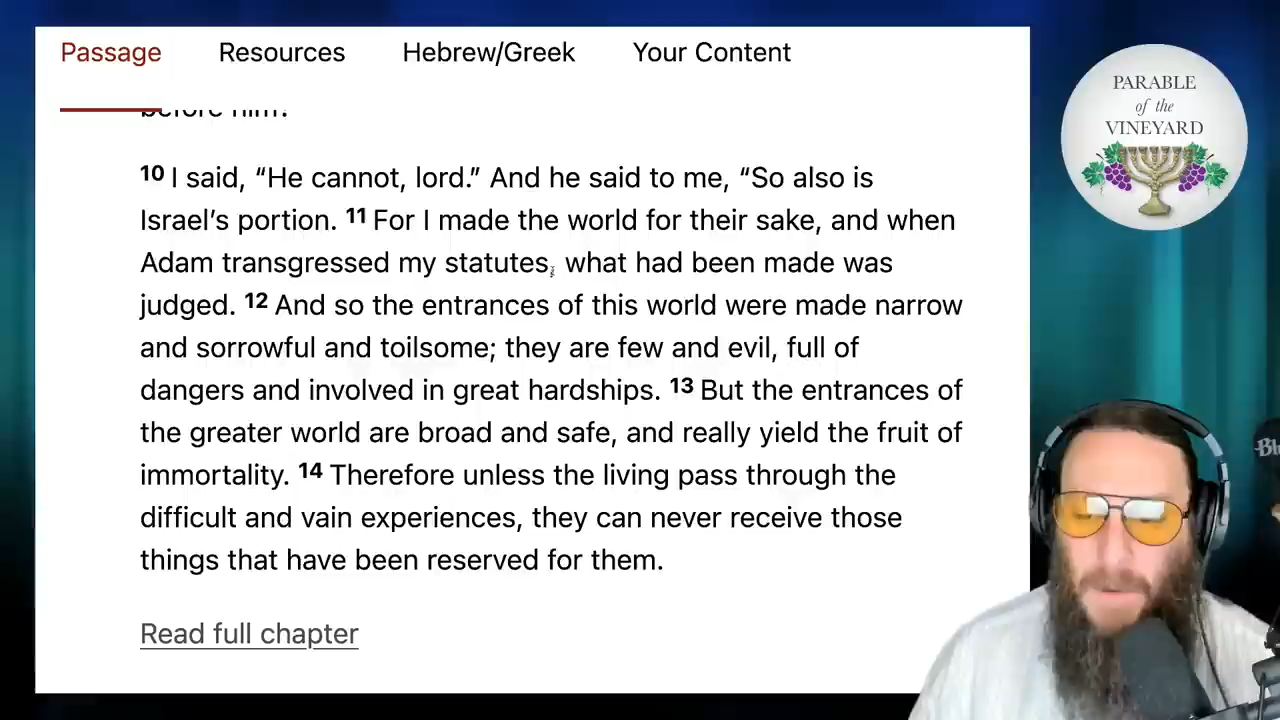 Passage Resources Hebrew/Greek Your Content
before him?
10 I said, “He cannot, lord.” And he said to me, “So also is
Israel’s portion. 11 For I made the world for their sake, and when
Adam transgressed my statutes, what had been made was
judged. 12 And so the entrances of this world were made narrow
and sorrowful and toilsome; they are few and evil, full of
dangers and involved in great hardships. 13 But the entrances of
the greater world are broad and safe, and really yield the fruit of
immortality. 14 Therefore unless the living pass through the
difficult and vain experiences, they can never receive those
things that have been reserved for them.
Read full chapter
PARABLE
of the
VINEYARD